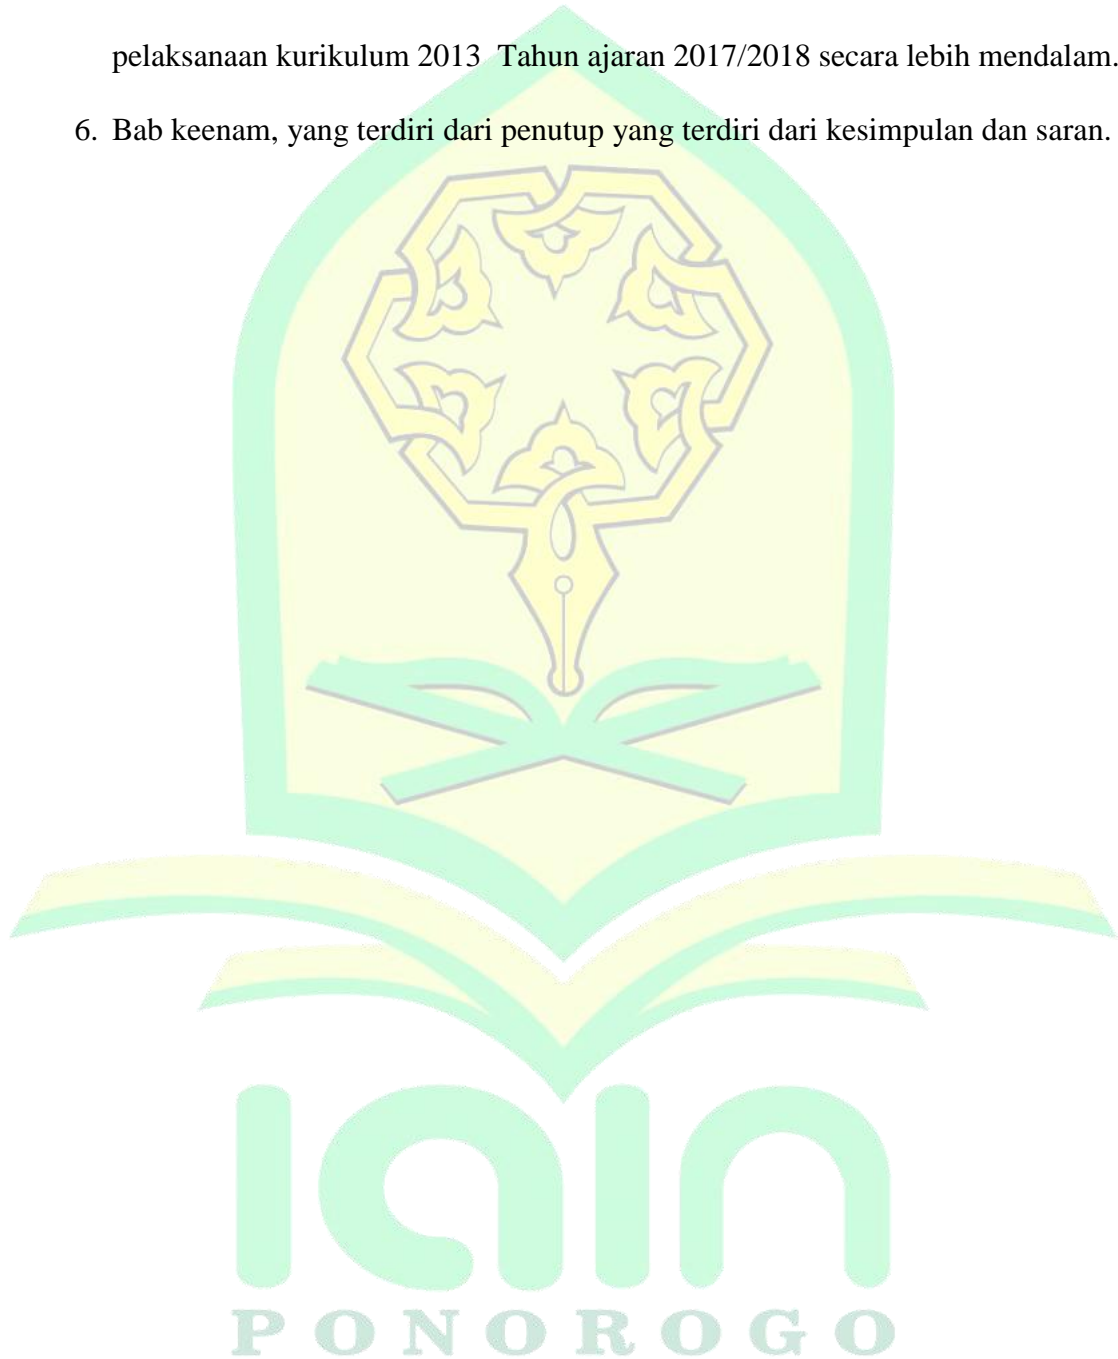 pelaksanaan kurikulum 2013  Tahun ajaran 2017/2018 secara lebih mendalam.
6. Bab keenam, yang terdiri dari penutup yang terdiri dari kesimpulan dan saran.
iain
PONOROGO